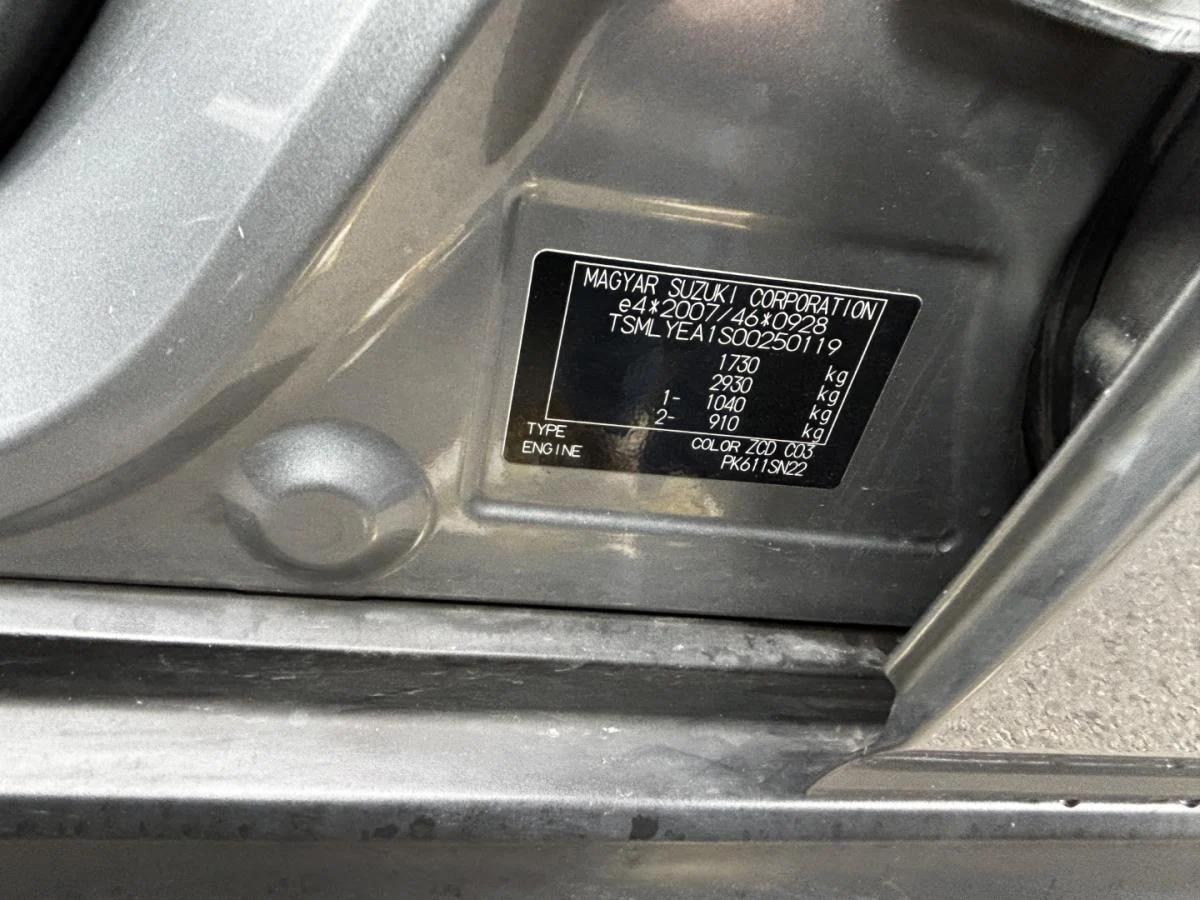 MAGYAR SUZUKI CORPORATION
e4*2007/46*0928
TSMLYEA1S00250119
1730 kg
2930 kg
1- 1040 kg
2- 910 kg
TYPE COLOR ZCD C03
ENGINE PK611SN22